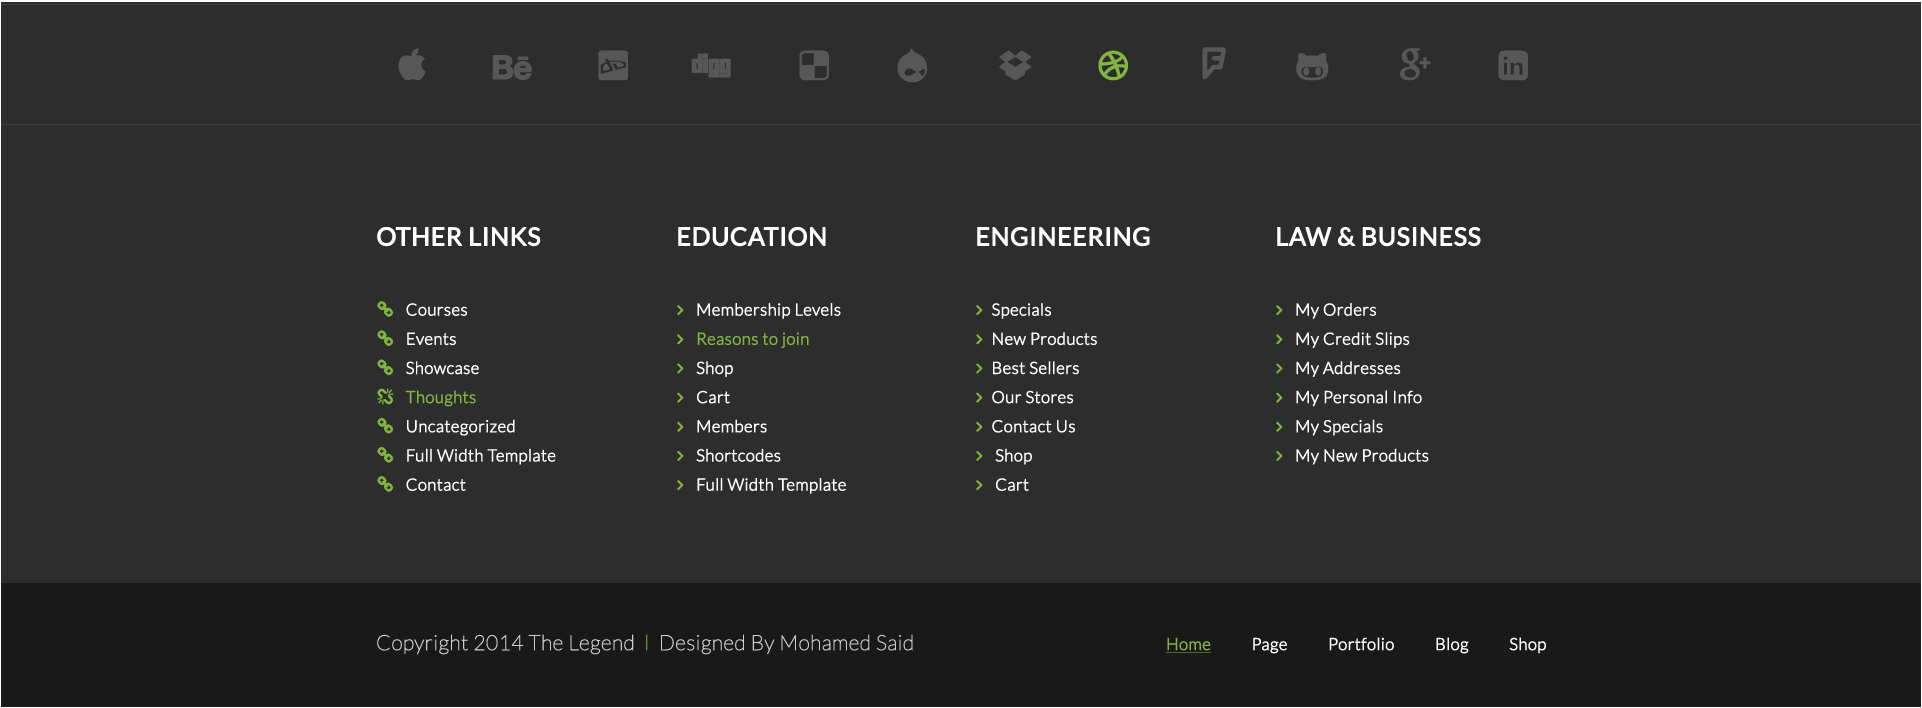 Bē
digg
g+
in
OTHER LINKS
Courses
Events
Showcase
Thoughts
Uncategorized
Full Width Template
Contact
EDUCATION
Membership Levels
Reasons to join
Shop
Cart
Members
Shortcodes
Full Width Template
ENGINEERING
Specials
New Products
Best Sellers
Our Stores
Contact Us
Shop
Cart
LAW & BUSINESS
My Orders
My Credit Slips
My Addresses
My Personal Info
My Specials
My New Products
Copyright 2014 The Legend | Designed By Mohamed Said
Home Page Portfolio Blog Shop